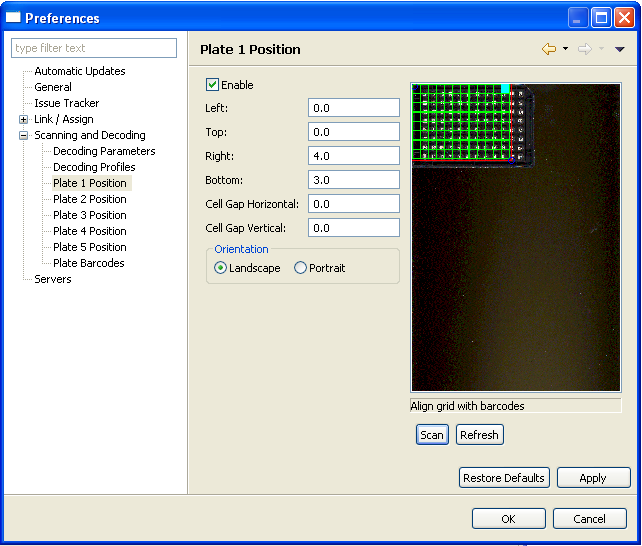 Preferences
type filter text
Automatic Updates
General
Issue Tracker
Link / Assign
Scanning and Decoding
Decoding Parameters
Decoding Profiles
Plate 1 Position
Plate 2 Position
Plate 3 Position
Plate 4 Position
Plate 5 Position
Plate Barcodes
Servers
Plate 1 Position
Enable
Left: 0.0
Top: 0.0
Right: 4.0
Bottom: 3.0
Cell Gap Horizontal: 0.0
Cell Gap Vertical: 0.0
Orientation
Landscape Portrait
Align grid with barcodes
Scan Refresh
Restore Defaults Apply
OK Cancel